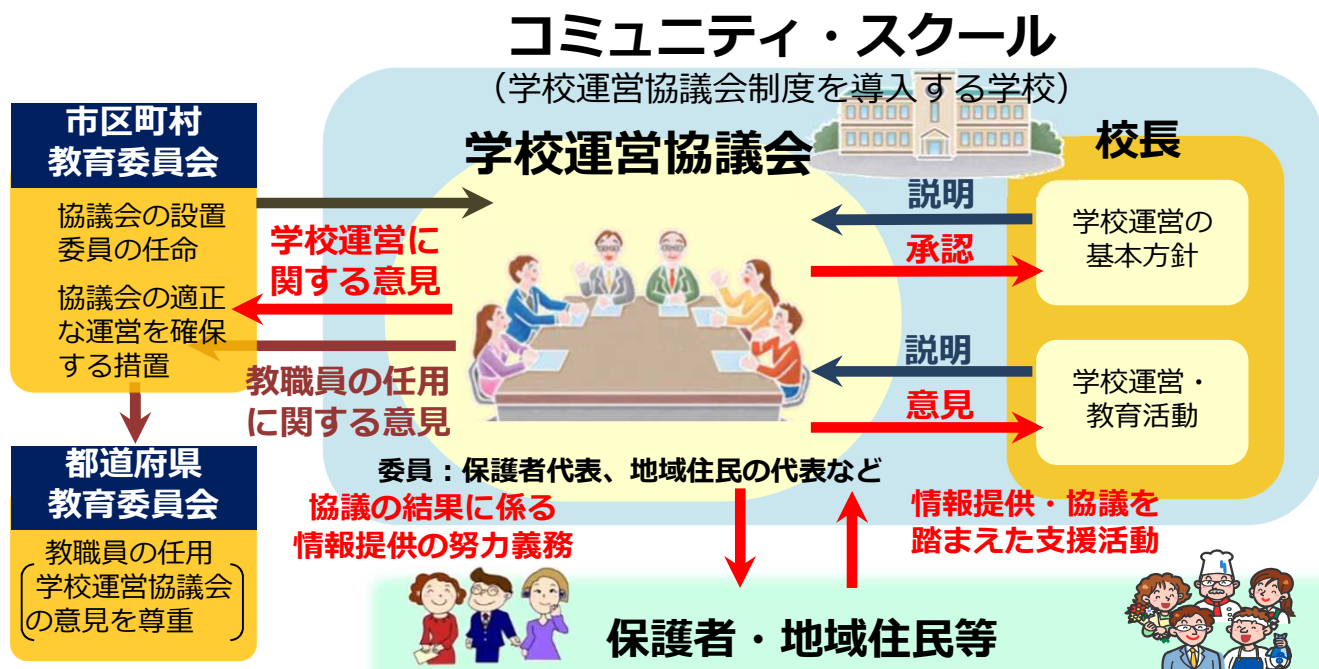 コミュニティ・スクール
（学校運営協議会制度を導入する学校）
市区町村
教育委員会
協議会の設置
委員の任命
協議会の適正
な運営を確保
する措置
学校運営に
関する意見
教職員の任用
に関する意見
都道府県
教育委員会
教職員の任用
学校運営協議会
の意見を尊重
学校運営協議会
校長
説明
承認
学校運営の
基本方針
説明
意見
学校運営・
教育活動
委員：保護者代表、地域住民の代表など
協議の結果に係る
情報提供の努力義務
情報提供・協議を
踏まえた支援活動
保護者・地域住民等